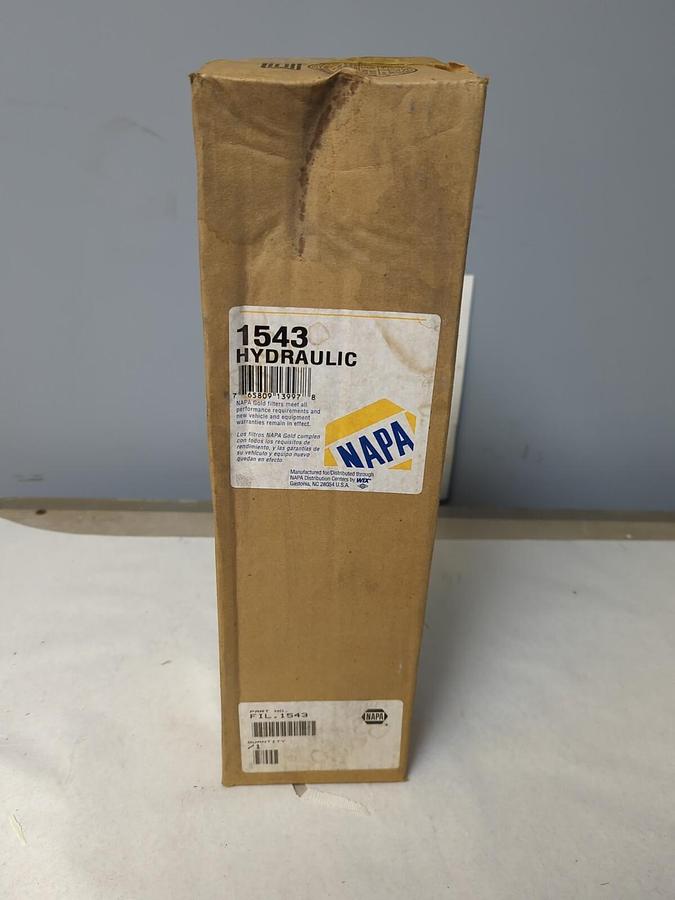 1543
HYDRAULIC
7 65809 13997 8
NAPA Gold filters meet all
performance requirements and
new vehicle and equipment
warranties remain in effect.
Los filtros NAPA Gold cumplen
con todos los requisitos de
rendimiento, y las garantías de
su vehículo y equipo nuevo
quedan en efecto.
NAPA
Manufactured for/Distributed through
NAPA Distribution Centers by WIX
Gastonia, NC 28054 U.S.A.
PART NO.
FIL.1543
NAPA
QUANTITY
/1